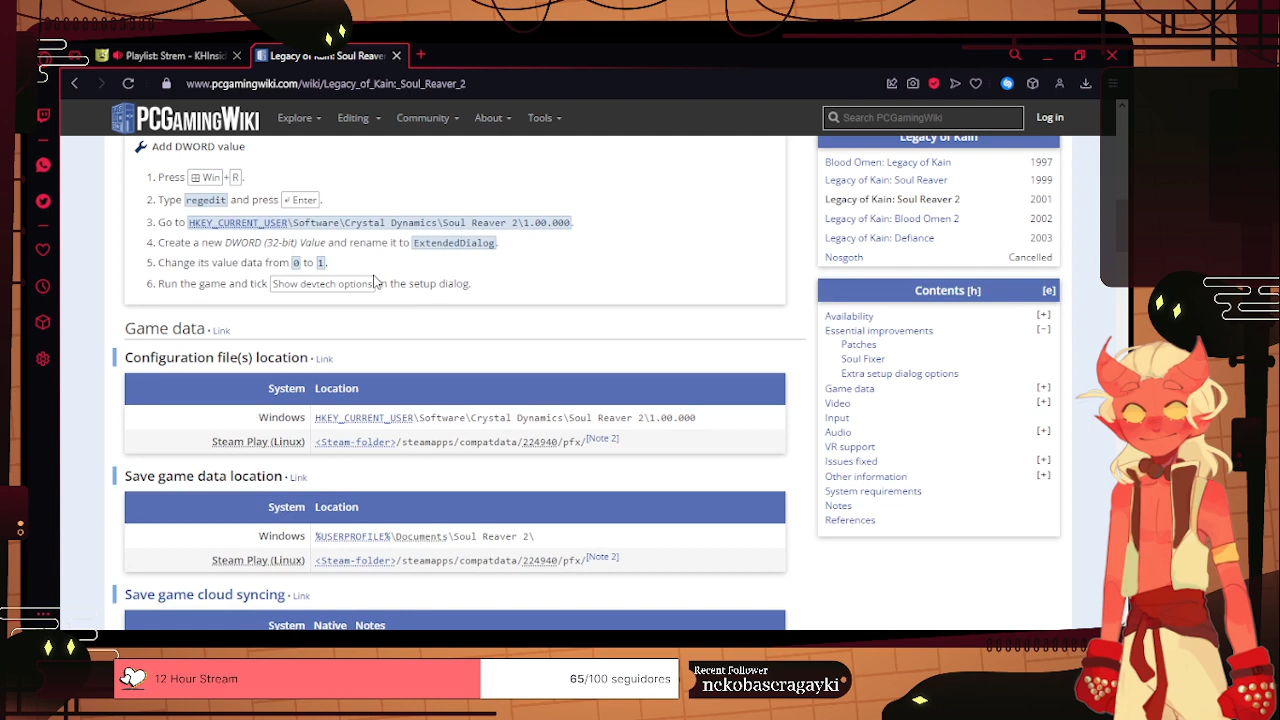 Playlist: Strem - KHInsid
Legacy of Kain: Soul Reaver
www.pcgamingwiki.com/wiki/Legacy_of_Kain:_Soul_Reaver_2
PCGamingWiki
Explore
Editing
Community
About
Tools
Search PCGamingWiki
Log in
Add DWORD value
1. Press Win+R.
2. Type regedit and press Enter.
3. Go to HKEY_CURRENT_USER\Software\Crystal Dynamics\Soul Reaver 2\1.00.000.
4. Create a new DWORD (32-bit) Value and rename it to ExtendedDialog.
5. Change its value data from 0 to 1.
6. Run the game and tick Show devtech options in the setup dialog.
Game data · Link
Configuration file(s) location · Link
System Location
Windows HKEY_CURRENT_USER\Software\Crystal Dynamics\Soul Reaver 2\1.00.000
Steam Play (Linux) <Steam-folder>/steamapps/compatdata/224940/pfx/[Note 2]
Save game data location · Link
System Location
Windows %USERPROFILE%\Documents\Soul Reaver 2\
Steam Play (Linux) <Steam-folder>/steamapps/compatdata/224940/pfx/[Note 2]
Save game cloud syncing · Link
System Native Notes
Legacy of Kain
Blood Omen: Legacy of Kain 1997
Legacy of Kain: Soul Reaver 1999
Legacy of Kain: Soul Reaver 2 2001
Legacy of Kain: Blood Omen 2 2002
Legacy of Kain: Defiance 2003
Nosgoth Cancelled
Contents [h] [e]
Availability [+]
Essential improvements [–]
Patches
Soul Fixer
Extra setup dialog options
Game data [+]
Video [+]
Input
Audio [+]
VR support
Issues fixed [+]
Other information [+]
System requirements
Notes
References
12 Hour Stream 65/100 seguidores
Recent Follower
nekobaseragayki